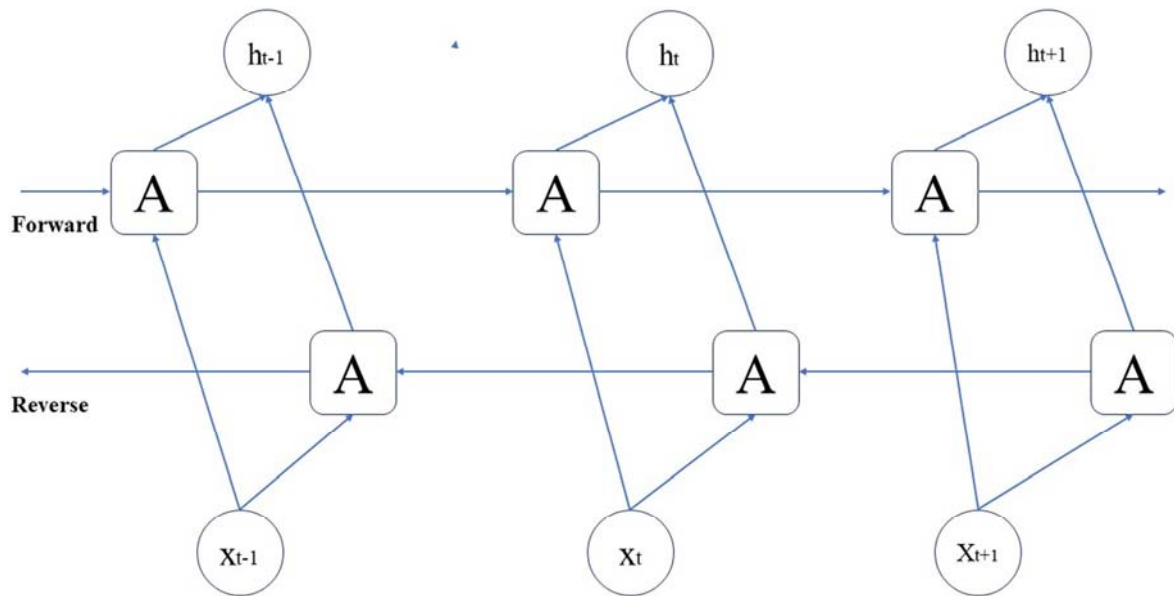 ht-1 ht ht+1
A A A
Forward
A A A
Reverse
Xt-1 Xt Xt+1